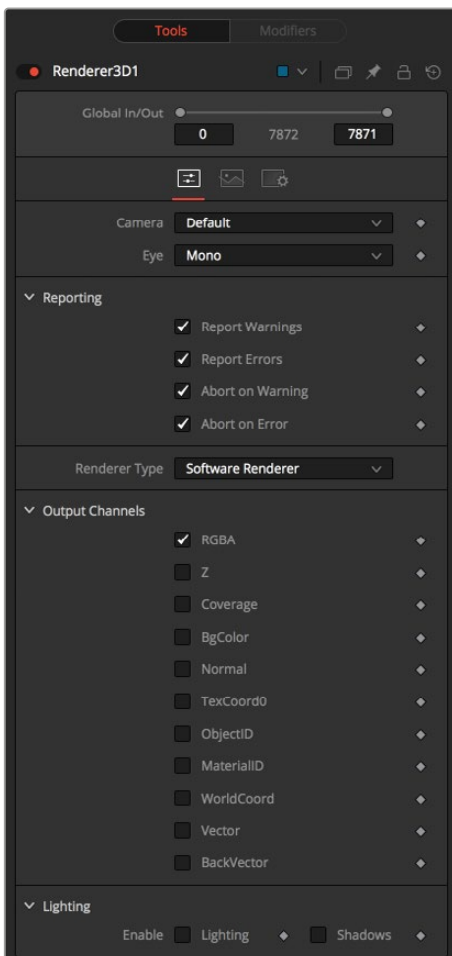 Tools Modifiers
Renderer3D1
Global In/Out
0 7872 7871
Camera Default
Eye Mono
Reporting
Report Warnings
Report Errors
Abort on Warning
Abort on Error
Renderer Type Software Renderer
Output Channels
RGBA
Z
Coverage
BgColor
Normal
TexCoord0
ObjectID
MaterialID
WorldCoord
Vector
BackVector
Lighting
Enable Lighting Shadows